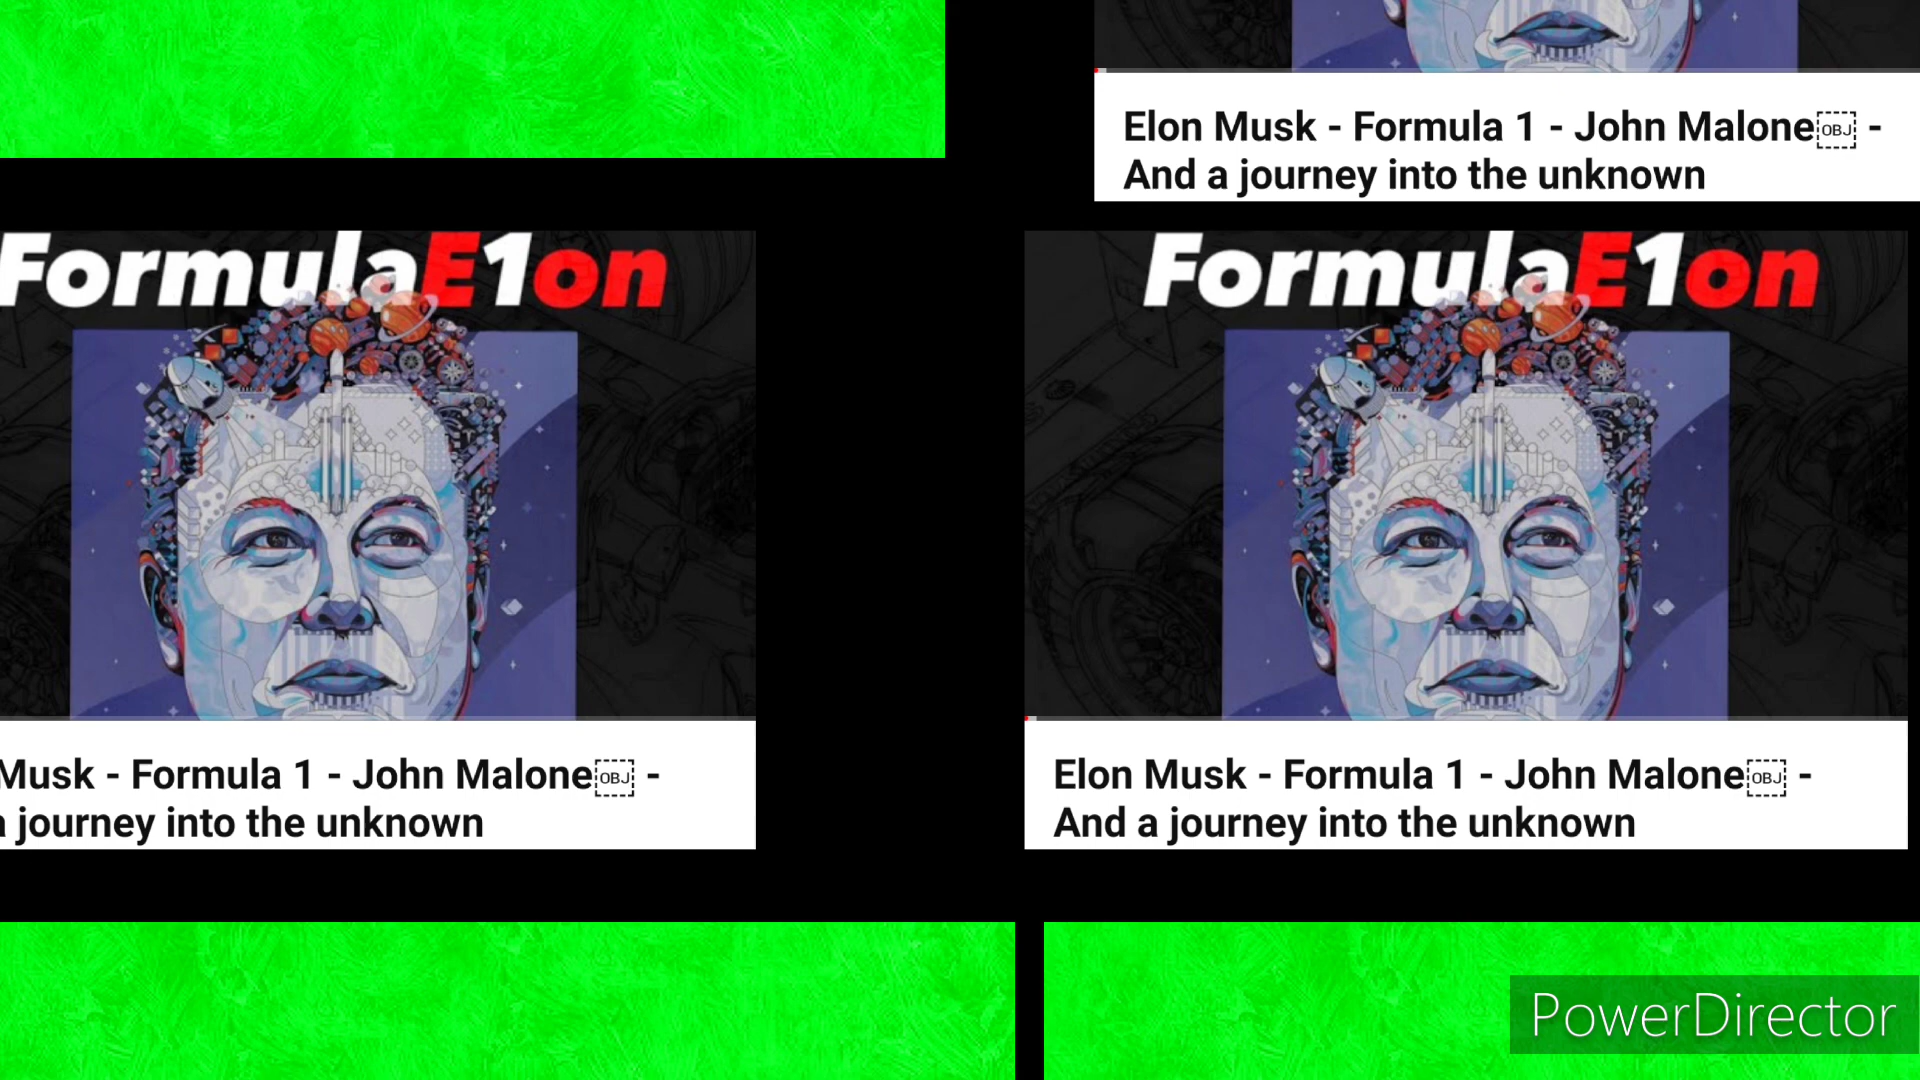 Elon Musk - Formula 1 - John Malone￼ -
And a journey into the unknown
FormulaE1on
Musk - Formula 1 - John Malone￼ -
a journey into the unknown
FormulaE1on
Elon Musk - Formula 1 - John Malone￼ -
And a journey into the unknown
PowerDirector